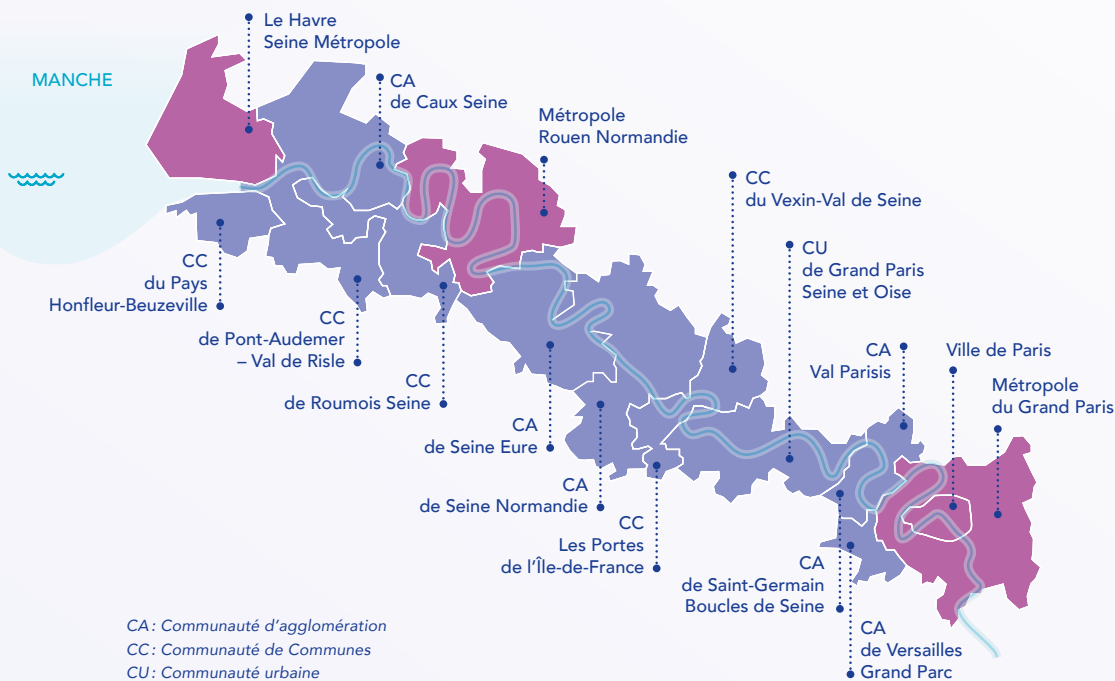 Le Havre
Seine Métropole
MANCHE
CA
de Caux Seine
Métropole
Rouen Normandie
CC
du Vexin-Val de Seine
CU
de Grand Paris
Seine et Oise
CC
du Pays
Honfleur-Beuzeville
CC
de Pont-Audemer
– Val de Risle
CA
Val Parisis
Ville de Paris
Métropole
du Grand Paris
CC
de Roumois Seine
CA
de Seine Eure
CA
de Seine Normandie
CC
Les Portes
de l’Île-de-France
CA
de Saint-Germain
Boucles de Seine
CA
de Versailles
Grand Parc
CA : Communauté d’agglomération
CC : Communauté de Communes
CU : Communauté urbaine